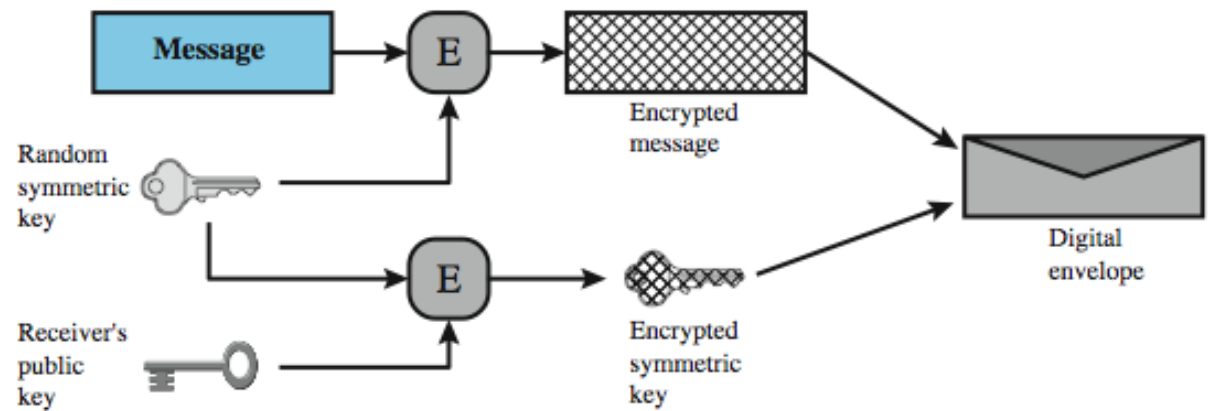 Message
E
Encrypted
message
Random
symmetric
key
Digital
envelope
E
Receiver's
public
key
Encrypted
symmetric
key